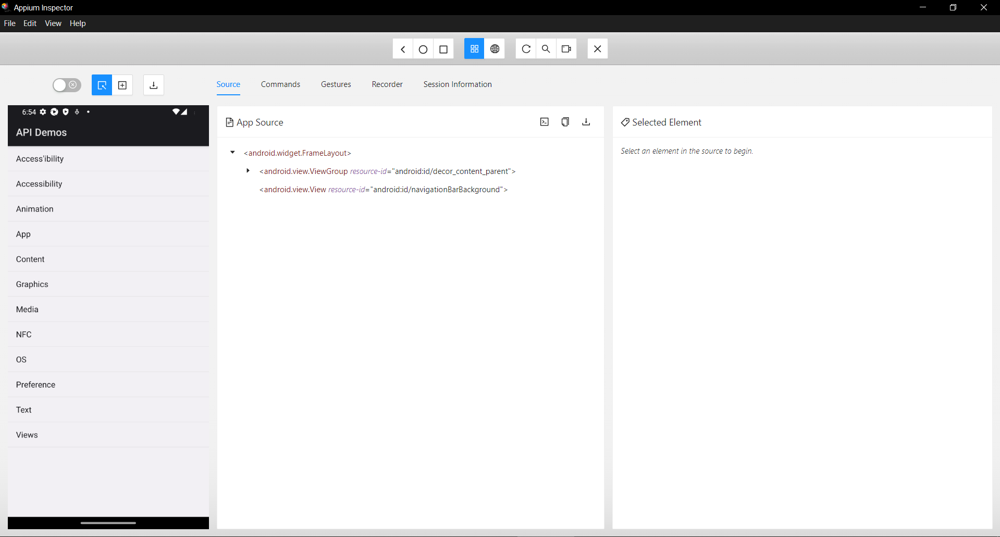 Appium Inspector
File Edit View Help
Source Commands Gestures Recorder Session Information
6:54
API Demos
Access'ibility
Accessibility
Animation
App
Content
Graphics
Media
NFC
OS
Preference
Text
Views
App Source
<android.widget.FrameLayout>
<android.view.ViewGroup resource-id="android:id/decor_content_parent">
<android.view.View resource-id="android:id/navigationBarBackground">
Selected Element
Select an element in the source to begin.